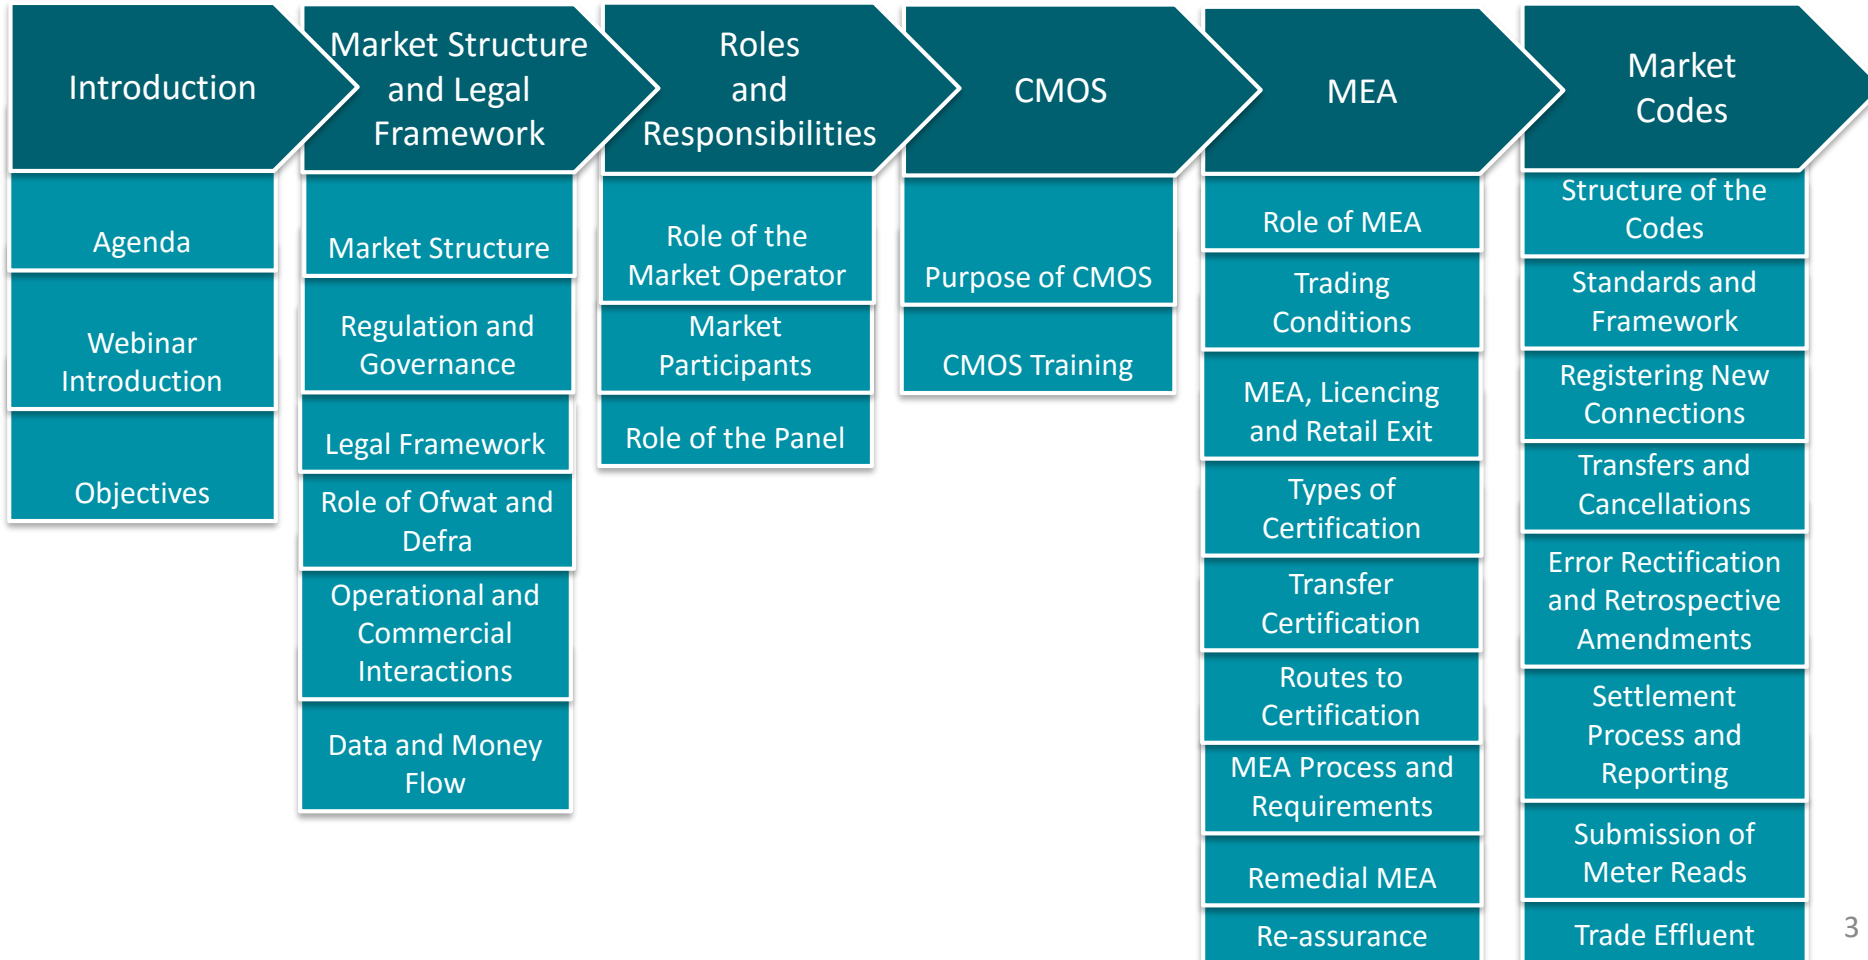 Introduction
Agenda
Webinar
Introduction
Objectives
Market Structure
and Legal
Framework
Market Structure
Regulation and
Governance
Legal Framework
Role of Ofwat and
Defra
Operational and
Commercial
Interactions
Data and Money
Flow
Roles
and
Responsibilities
Role of the
Market Operator
Market
Participants
Role of the Panel
CMOS
Purpose of CMOS
CMOS Training
MEA
Role of MEA
Trading
Conditions
MEA, Licencing
and Retail Exit
Types of
Certification
Transfer
Certification
Routes to
Certification
MEA Process and
Requirements
Remedial MEA
Re-assurance
Market
Codes
Structure of the
Codes
Standards and
Framework
Registering New
Connections
Transfers and
Cancellations
Error Rectification
and Retrospective
Amendments
Settlement
Process and
Reporting
Submission of
Meter Reads
Trade Effluent
3